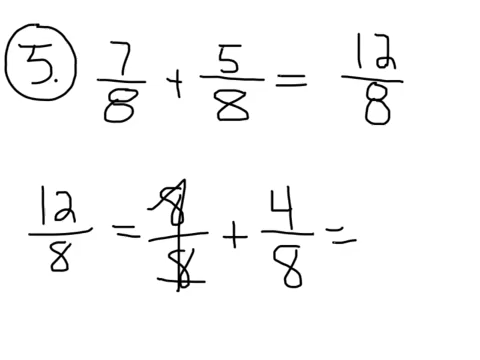 5. 7/8 + 5/8 = 12/8
12/8 = 8/8 + 4/8 =